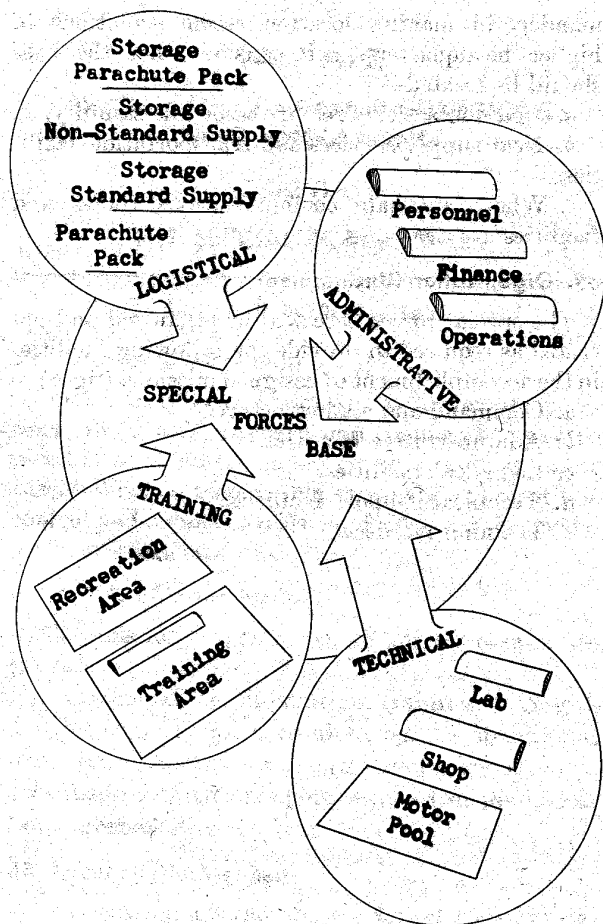 Storage
Parachute Pack
Storage
Non-Standard Supply
Storage
Standard Supply
Parachute
Pack
LOGISTICAL
Personnel
Finance
Operations
ADMINISTRATIVE
SPECIAL
FORCES
BASE
TRAINING
Recreation
Area
Training
Area
TECHNICAL
Lab
Shop
Motor
Pool